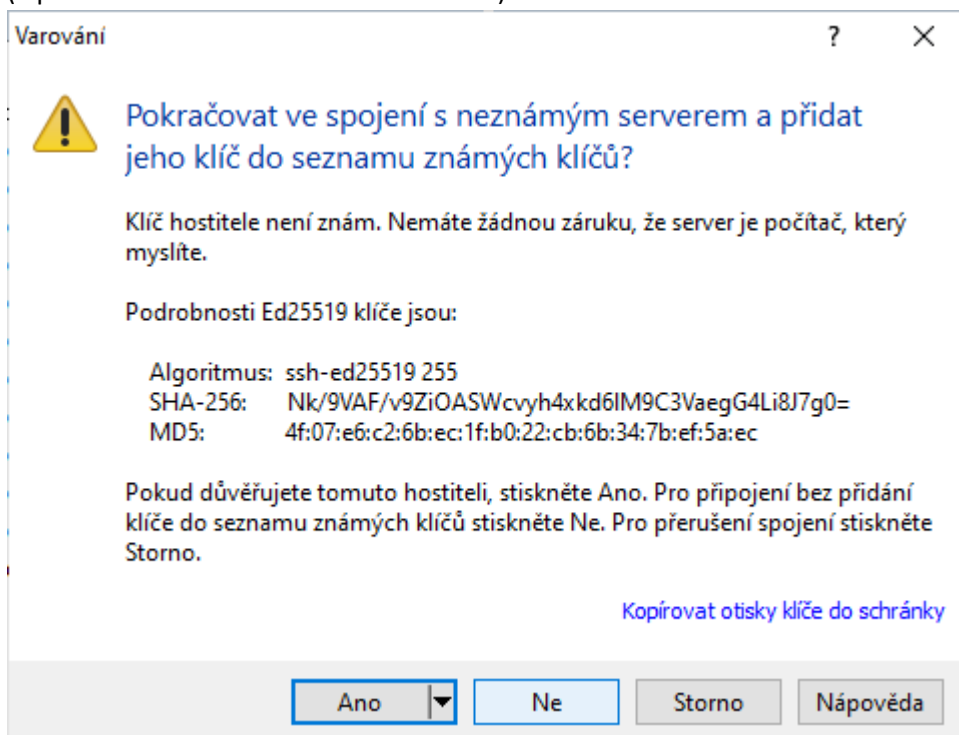 Varování
?
Pokračovat ve spojení s neznámým serverem a přidat
jeho klíč do seznamu známých klíčů?
Klíč hostitele není znám. Nemáte žádnou záruku, že server je počítač, který
myslíte.
Podrobnosti Ed25519 klíče jsou:
Algoritmus: ssh-ed25519 255
SHA-256: Nk/9VAF/v9ZiOASWcvyh4xkd6IM9C3VaegG4Li8J7g0=
MD5: 4f:07:e6:c2:6b:ec:1f:b0:22:cb:6b:34:7b:ef:5a:ec
Pokud důvěřujete tomuto hostiteli, stiskněte Ano. Pro připojení bez přidání
klíče do seznamu známých klíčů stiskněte Ne. Pro přerušení spojení stiskněte
Storno.
Kopírovat otisky klíče do schránky
Ano Ne Storno Nápověda